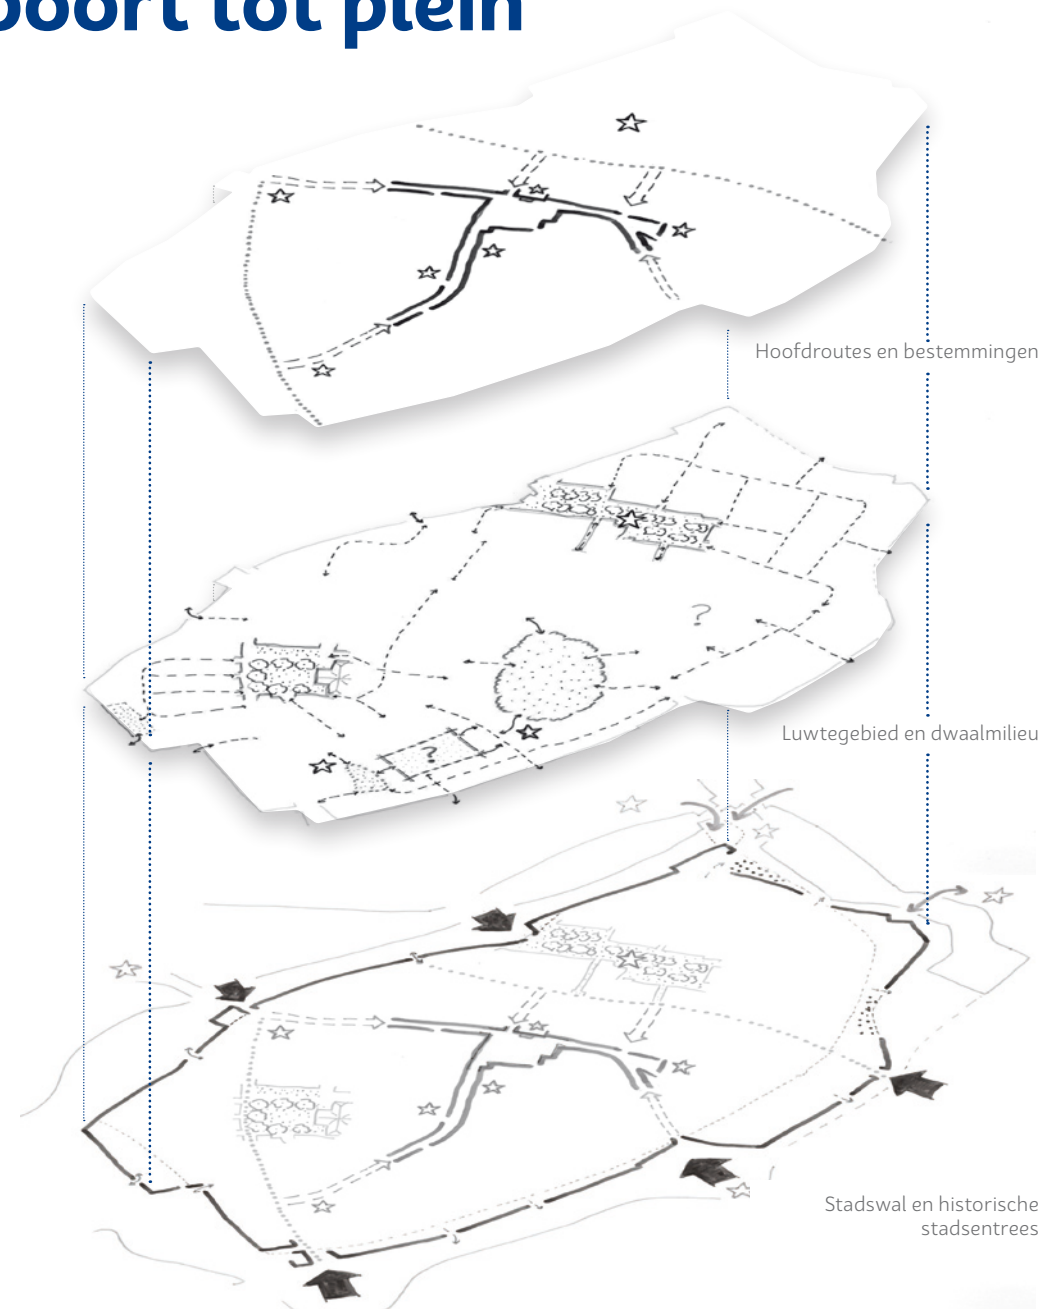 poort tot plein
Hoofdroutes en bestemmingen
?
Luwtegebied en dwaalmilieu
?
Stadswal en historische
stadsentrees